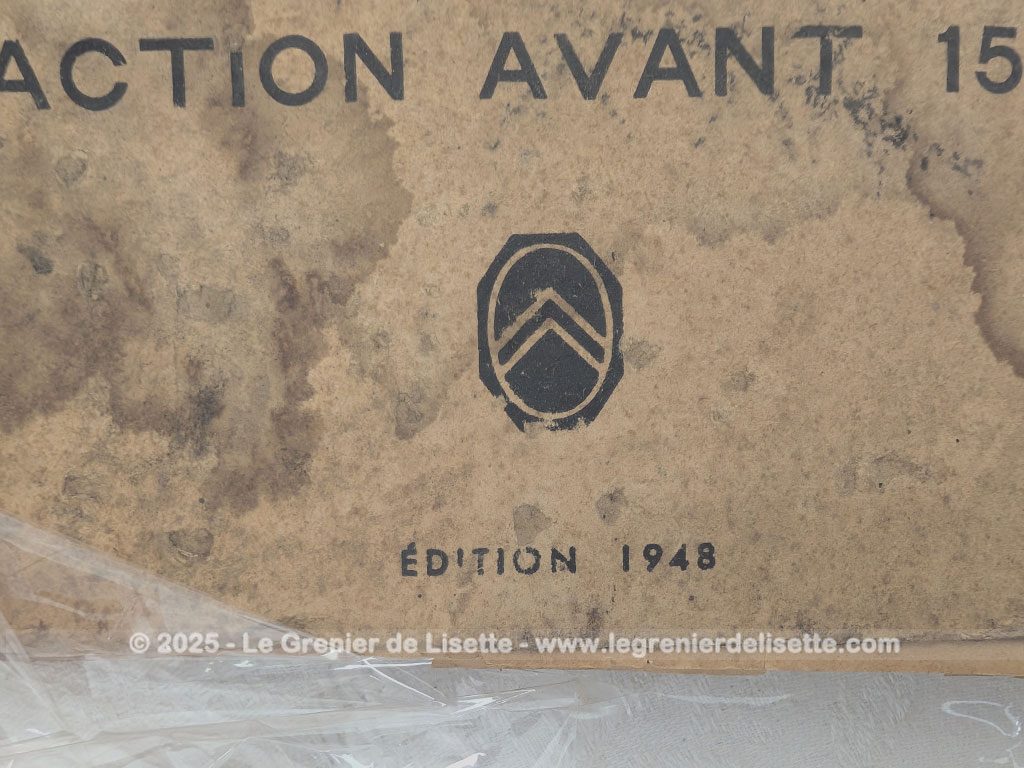 ACTION AVANT 15
ÉDITION 1948
© 2025 - Le Grenier de Lisette - www.legrenierdelisette.com